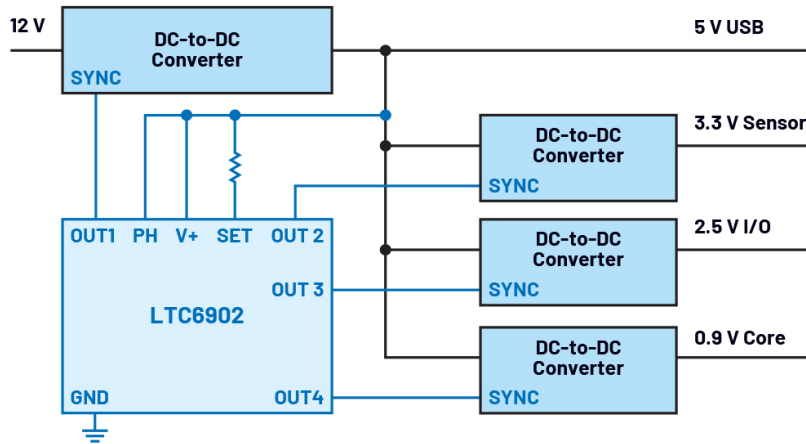 12 V
DC-to-DC
Converter
SYNC
5 V USB
DC-to-DC
Converter
SYNC
3.3 V Sensor
OUT1 PH V+ SET OUT 2
DC-to-DC
Converter
SYNC
2.5 V I/O
OUT 3
LTC6902
DC-to-DC
Converter
SYNC
0.9 V Core
GND
OUT4